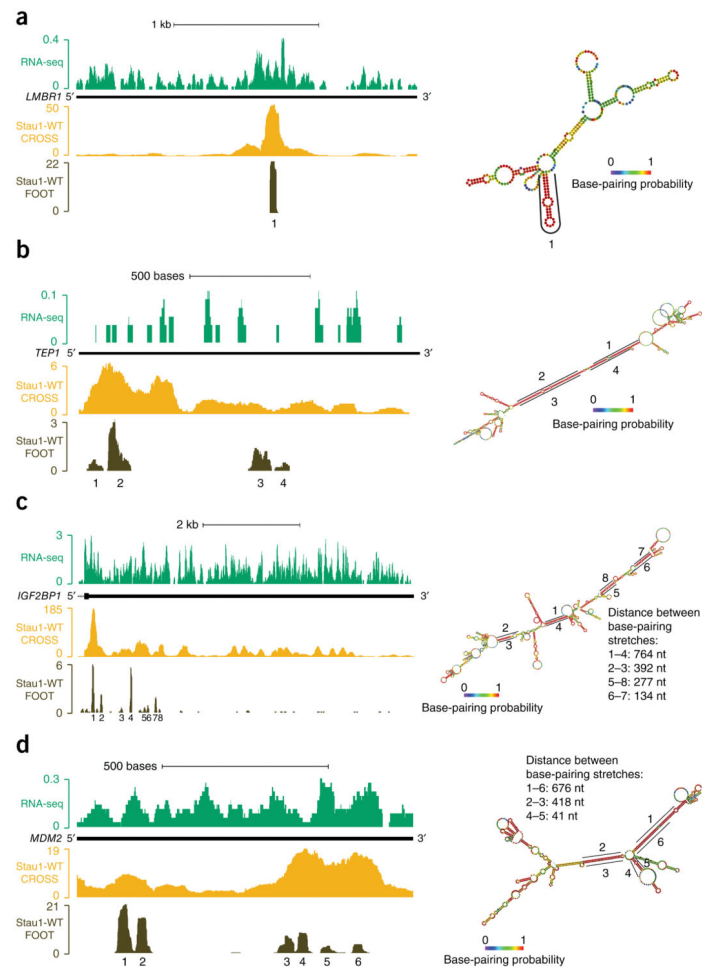 a
1 kb
0.4
RNA-seq
0
LMBR1 5′ 3′
50
Stau1-WT
CROSS
0
22
Stau1-WT
FOOT
0
1
0 1
Base-pairing probability
1
b
500 bases
0.1
RNA-seq
0
TEP1 5′ 3′
6
Stau1-WT
CROSS
0
3
Stau1-WT
FOOT
0
1 2 3 4
1
4
2
3
0 1
Base-pairing probability
c
2 kb
3
RNA-seq
0
IGF2BP1 3′
185
Stau1-WT
CROSS
0
6
Stau1-WT
FOOT
0
1 2 3 4 56 78
7
6
8
5
1
4
2
3
Distance between
base-pairing
stretches:
1–4: 764 nt
2–3: 392 nt
5–8: 277 nt
6–7: 134 nt
0 1
Base-pairing probability
d
500 bases
0.3
RNA-seq
0
MDM2 5′ 3′
19
Stau1-WT
CROSS
0
21
Stau1-WT
FOOT
0
1 2 3 4 5 6
Distance between
base-pairing stretches:
1–6: 676 nt
2–3: 418 nt
4–5: 41 nt
1
6
2
3
4
5
0 1
Base-pairing probability